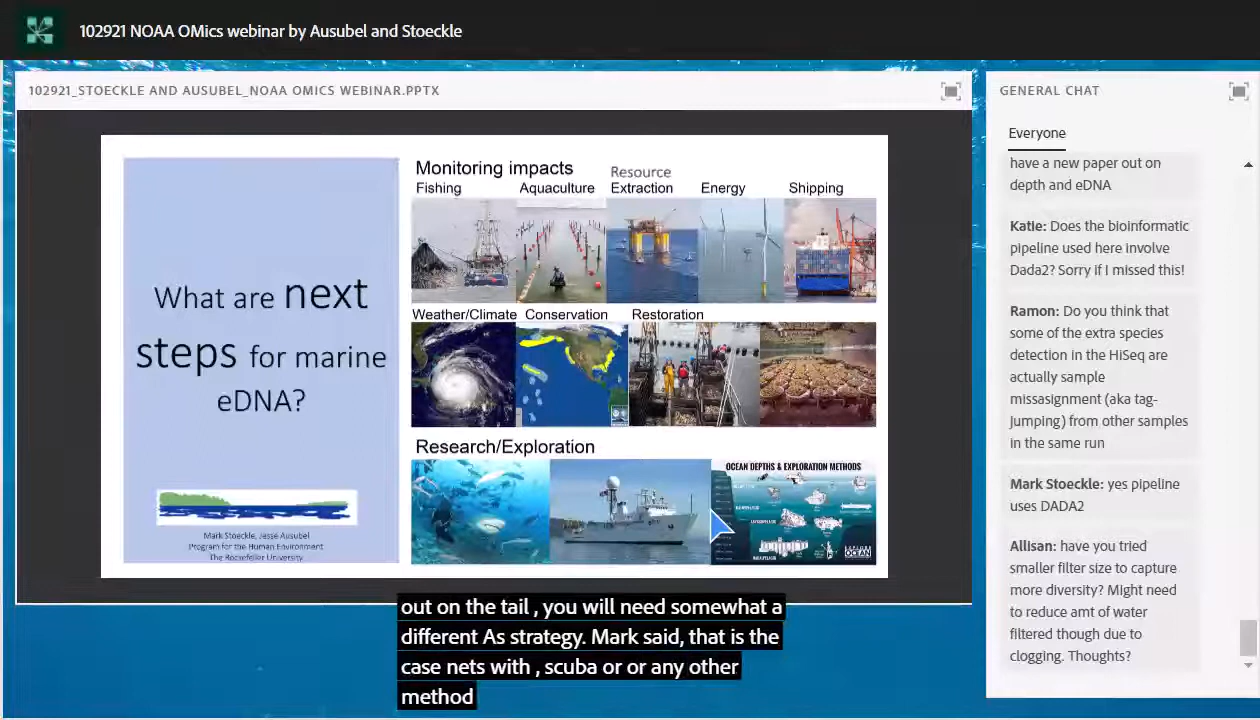 102921 NOAA OMics webinar by Ausubel and Stoeckle
102921_STOECKLE AND AUSUBEL_NOAA OMICS WEBINAR.PPTX
What are next
steps for marine
eDNA?
Mark Stoeckle, Jesse Ausubel
Program for the Human Environment
The Rockefeller University
Monitoring impacts
Fishing
Aquaculture
Resource
Extraction
Energy
Shipping
Weather/Climate
Conservation
Restoration
Research/Exploration
OCEAN DEPTHS & EXPLORATION METHODS
out on the tail , you will need somewhat a
different As strategy. Mark said, that is the
case nets with , scuba or or any other
method
GENERAL CHAT
Everyone
have a new paper out on
depth and eDNA
Katie: Does the bioinformatic
pipeline used here involve
Dada2? Sorry if I missed this!
Ramon: Do you think that
some of the extra species
detection in the HiSeq are
actually sample
missasignment (aka tag-
jumping) from other samples
in the same run
Mark Stoeckle: yes pipeline
uses DADA2
Allisan: have you tried
smaller filter size to capture
more diversity? Might need
to reduce amt of water
filtered though due to
clogging. Thoughts?